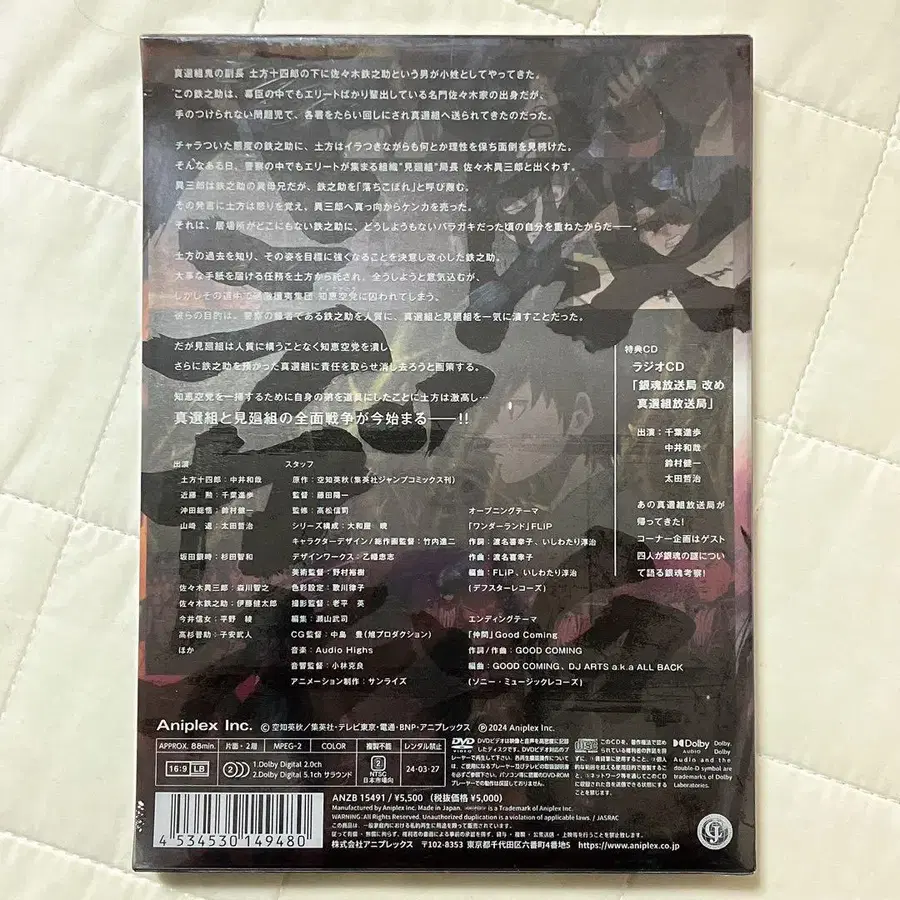 真選組鬼の副長 土方十四郎の下に佐々木鉄之助という男が小姓としてやってきた。
この鉄之助は、幕臣の中でもエリートばかり輩出している名門佐々木家の出身だが、
手のつけられない問題児で、各署をたらい回しにされ真選組へ送られてきたのだった。
チャラついた態度の鉄之助に、土方はイラつきながらも何とか理性を保ち面倒を見続けた。
そんなある日、警察の中でもエリートが集まる組織“見廻組”局長 佐々木異三郎と出くわす。
異三郎は鉄之助の異母兄だが、鉄之助を「落ちこぼれ」と呼び蔑む。
その発言に土方は怒りを覚え、異三郎へ真っ向からケンカを売った。
それは、居場所がどこにもない鉄之助に、どうしようもないバラガキだった頃の自分を重ねたからだ――。
土方の過去を知り、その姿を目標に強くなることを決意し改心した鉄之助。
大事な手紙を届ける任務を土方から託され、全うしようと意気込むが、
しかしその道中で過激攘夷集団 知恵空党に囚われてしまう。
彼らの目的は、警察の縁者である鉄之助を人質に、真選組と見廻組を一気に潰すことだった。
だが見廻組は人質に構うことなく知恵空党を潰し、
さらに鉄之助を預かった真選組に責任を取らせ消し去ろうと画策する。
知恵空党を一掃するために自身の弟を道具にしたことに土方は激高し…
真選組と見廻組の全面戦争が今始まる――!!
特典CD
ラジオCD
「銀魂放送局 改め
真選組放送局」
出演：千葉進歩
中井和哉
鈴村健一
太田哲治
あの真選組放送局が
帰ってきた!
コーナー企画はゲスト
四人が銀魂の謎につい
て語る銀魂考察!
出演
土方十四郎：中井和哉
近藤 勲：千葉進歩
沖田総悟：鈴村健一
山崎 退：太田哲治
坂田銀時：杉田智和
佐々木異三郎：森川智之
佐々木鉄之助：伊藤健太郎
今井信女：平野 綾
高杉晋助：子安武人
ほか
スタッフ
原作：空知英秋(集英社ジャンプコミックス刊)
監督：藤田陽一
監修：高松信司
シリーズ構成：大和屋 暁
キャラクターデザイン/総作画監督：竹内進二
デザインワークス：乙幡忠志
美術監督：野村裕樹
色彩設定：歌川律子
撮影監督：老平 英
編集：瀬山武司
CG監督：中島 豊(旭プロダクション)
音楽：Audio Highs
音響監督：小林克良
アニメーション制作：サンライズ
オープニングテーマ
「ワンダーランド」FLiP
作詞：渡名喜幸子、いしわたり淳治
作曲：渡名喜幸子
編曲：FLiP、いしわたり淳治
(デフスターレコーズ)
エンディングテーマ
「仲間」Good Coming
作詞/作曲：GOOD COMING
編曲：GOOD COMING、DJ ARTS a.k.a ALL BACK
(ソニー・ミュージックレコーズ)
Aniplex Inc. ©空知英秋/集英社・テレビ東京・電通・BNP・アニプレックス ℗2024 Aniplex Inc.
APPROX. 88min. 片面・2層 MPEG-2 COLOR 複製不能 レンタル禁止
16:9 LB 2 1.Dolby Digital 2.0ch
2.Dolby Digital 5.1ch サラウンド
2 NTSC 日本市場向 24・03・27
DVD VIDEO
Dolby AUDIO
4 534530 149480
ANZB 15491 / ¥5,500 (税抜価格 ¥5,000)
Manufactured by Aniplex Inc. Made in Japan. is a Trademark of Aniplex Inc.
WARNING: All Rights Reserved. Unauthorized duplication is a violation of applicable laws. / JASRAC
株式会社アニプレックス 〒102-8353 東京都千代田区六番町4番地5 https://www.aniplex.co.jp